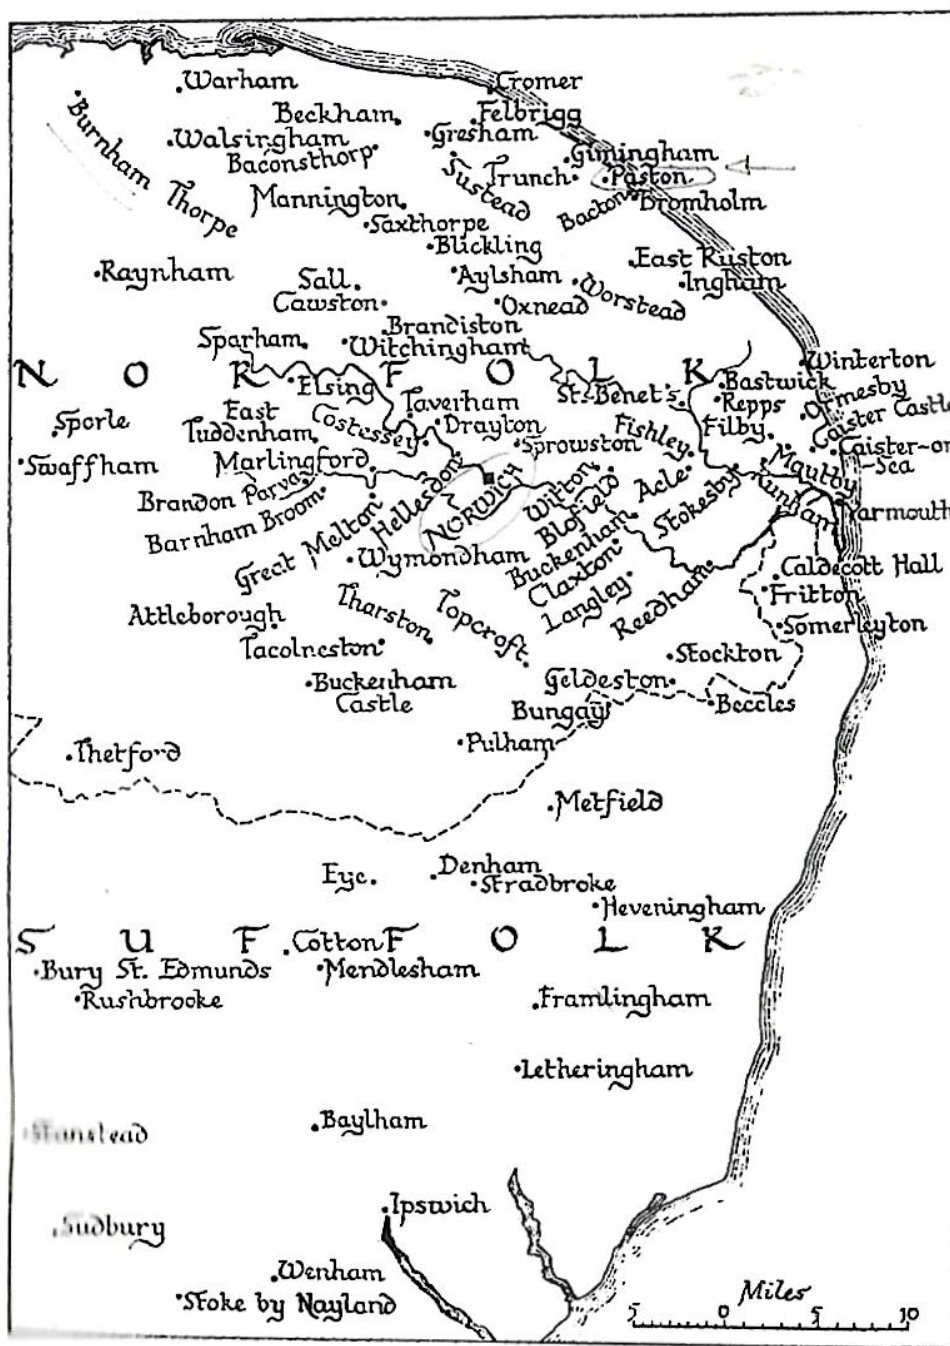 Warham
Cromer
Burnham Thorpe
Beckham
Felbrigg
Walsingham
Gresham
Baconsthorp
Gimingham
Sustead
Trunch
Paston
Mannington
Bacton
Bromholm
Saxthorpe
Blickling
East Ruston
Raynham
Aylsham
Ingham
Sall
Worstead
Cawston
Oxnead
Brandiston
Sparham
Witchingham
Winterton
NORFOLK
Elsing
St. Benet's
Bastwick
Repps
Ormesby
East
Tuddenham
Costessey
Taverham
Drayton
Sporle
Sprowston
Fishley
Filby
Caister Castle
Caister-on
-Sea
Swaffham
Marlingford
Hellesdon
NORWICH
Witton
Blofield
Acle
Stokesby
Mautby
Runham
Yarmouth
Brandon Parva
Barnham Broom
Great Melton
Buckenham
Claxton
Langley
Reedham
Wymondham
Caldecott Hall
Fritton
Attleborough
Tharston
Topcroft
Somerleyton
Tacolneston
Stockton
Buckenham
Castle
Geldeston
Bungay
Beccles
Pulham
Thetford
Metfield
Eye.
Denham
Stradbroke
Heveningham
SUFFOLK
Cotton
Bury St. Edmunds
Mendlesham
Rushbrooke
Framlingham
Letheringham
Baylham
Stanstead
Ipswich
Sudbury
Wenham
Stoke by Nayland
Miles
5 0 5 10